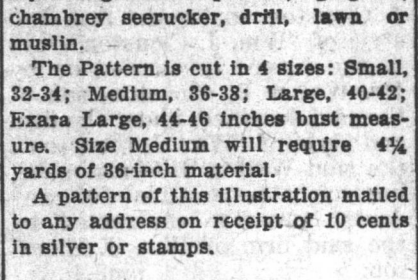 chambrey seerucker, drill, lawn or
muslin.
The Pattern is cut in 4 sizes: Small,
32-34; Medium, 36-38; Large, 40-42;
Exara Large, 44-46 inches bust meas-
ure. Size Medium will require 4¼
yards of 36-inch material.
A pattern of this illustration mailed
to any address on receipt of 10 cents
in silver or stamps.